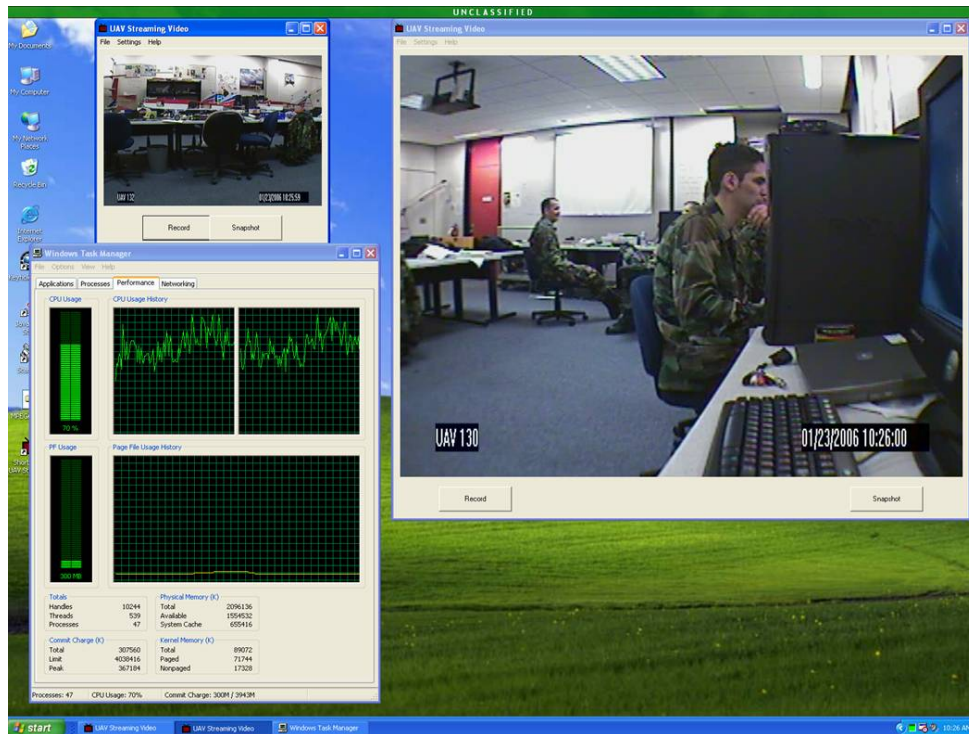 UNCLASSIFIED
My Documents
My Computer
My Network
Places
Recycle Bin
Internet
Explorer
UAV Streaming Video
File Settings Help
UAV 132
01/23/2006 10:25:59
Record
Snapshot
UAV Streaming Video
File Settings Help
UAV 130
01/23/2006 10:26:00
Record
Snapshot
Windows Task Manager
File Options View Help
Applications
Processes
Performance
Networking
CPU Usage
CPU Usage History
70 %
PF Usage
Page File Usage History
300 MB
Totals
Handles 10244
Threads 539
Processes 47
Physical Memory (K)
Total 2096136
Available 1554532
System Cache 655416
Commit Charge (K)
Total 307560
Limit 4038416
Peak 367184
Kernel Memory (K)
Total 89072
Paged 71744
Nonpaged 17328
Processes: 47
CPU Usage: 70%
Commit Charge: 300M / 3943M
start
UAV Streaming Video
UAV Streaming Video
Windows Task Manager
10:26 AM